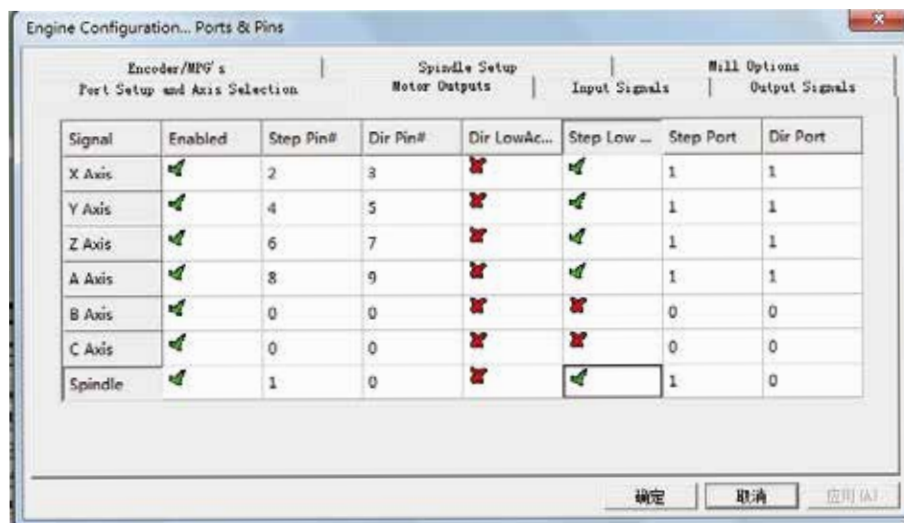 Engine Configuration... Ports & Pins
Encoder/MPG's Spindle Setup Mill Options
Port Setup and Axis Selection Motor Outputs Input Signals Output Signals
Signal Enabled Step Pin# Dir Pin# Dir LowAc... Step Low ... Step Port Dir Port
X Axis 2 3 1 1
Y Axis 4 5 1 1
Z Axis 6 7 1 1
A Axis 8 9 1 1
B Axis 0 0 0 0
C Axis 0 0 0 0
Spindle 1 0 1 0
确定 取消 应用 (A)